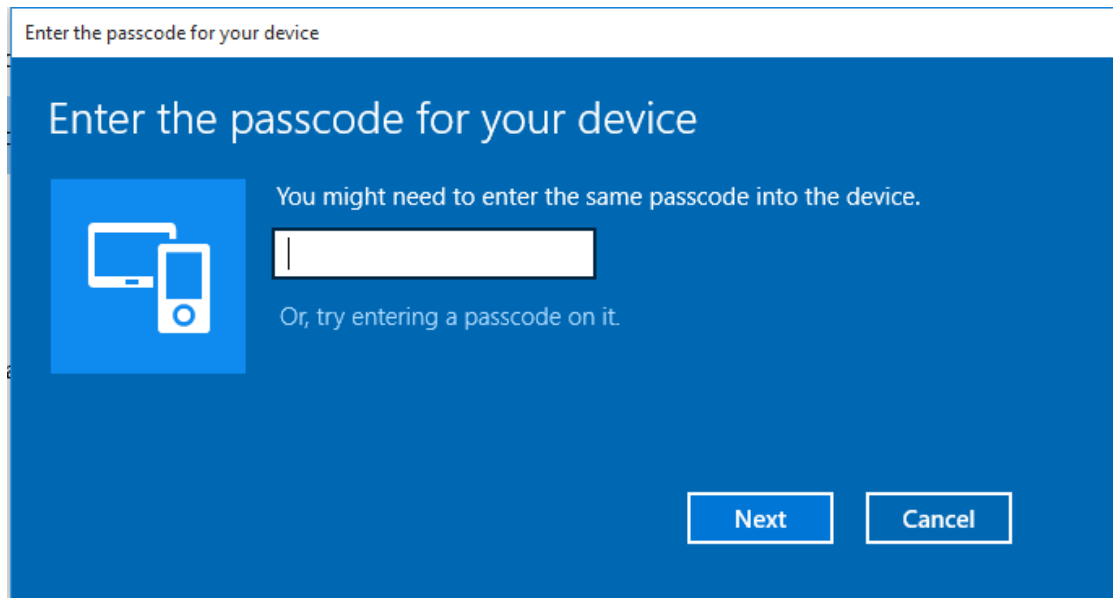 Enter the passcode for your device
Enter the passcode for your device
You might need to enter the same passcode into the device.
Or, try entering a passcode on it.
Next
Cancel